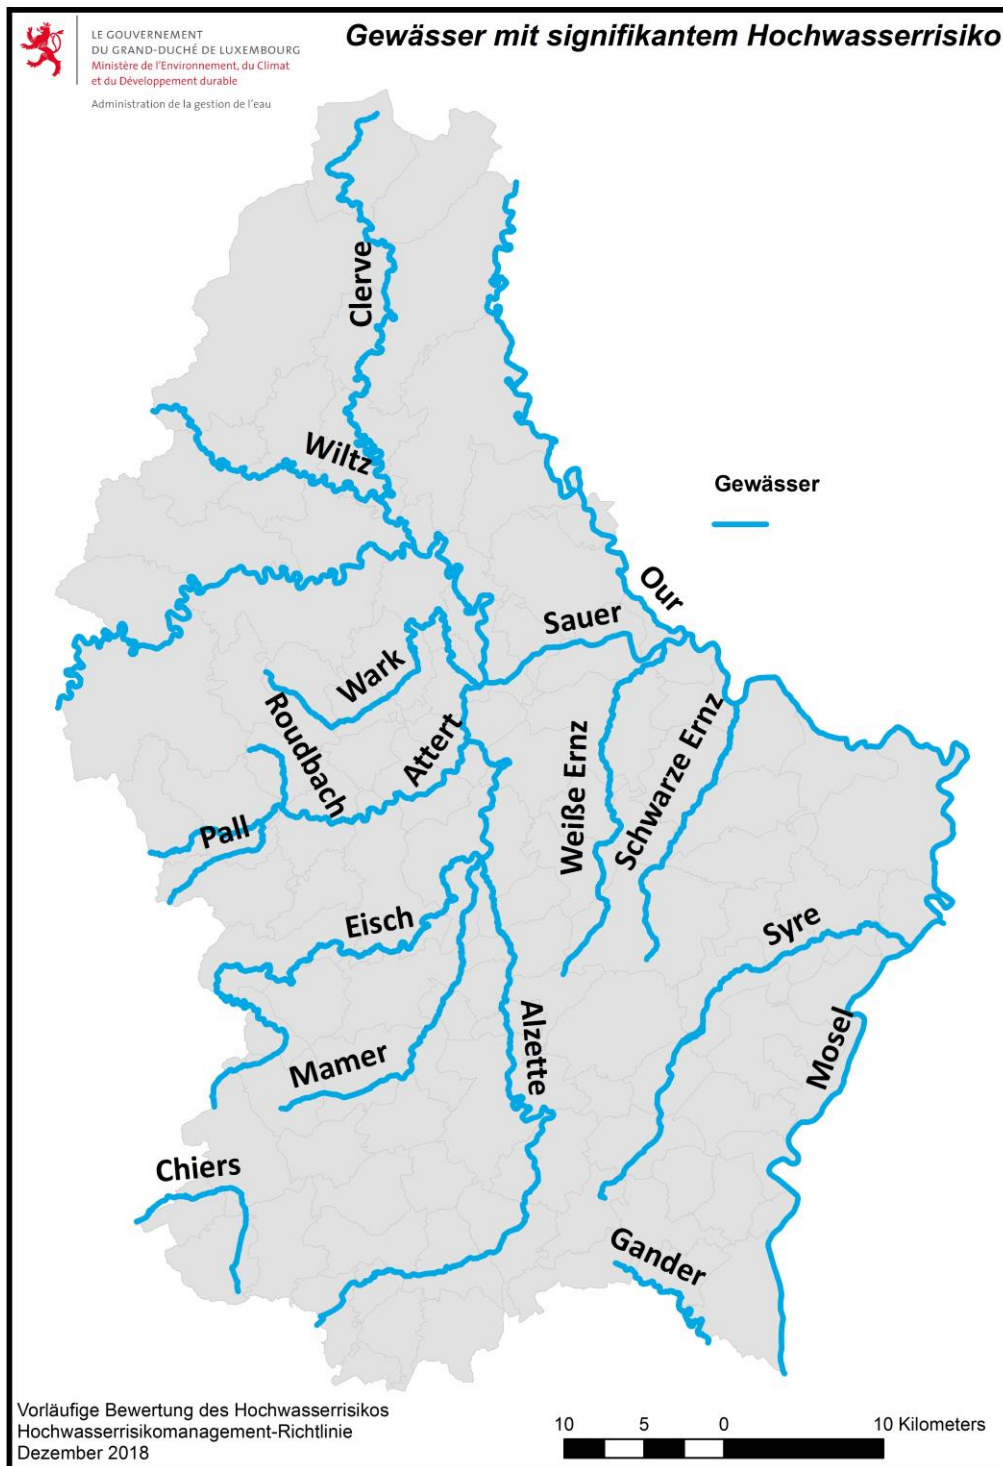 LE GOUVERNEMENT
DU GRAND-DUCHÉ DE LUXEMBOURG
Ministère de l'Environnement, du Climat
et du Développement durable
Administration de la gestion de l'eau
Gewässer mit signifikantem Hochwasserrisiko
Clerve
Wiltz
Gewässer
Our
Sauer
Wark
Roudbach
Attert
Weiße Ernz
Schwarze Ernz
Pall
Eisch
Syre
Alzette
Mosel
Mamer
Chiers
Gander
Vorläufige Bewertung des Hochwasserrisikos
Hochwasserrisikomanagement-Richtlinie
Dezember 2018
10 5 0 10 Kilometers